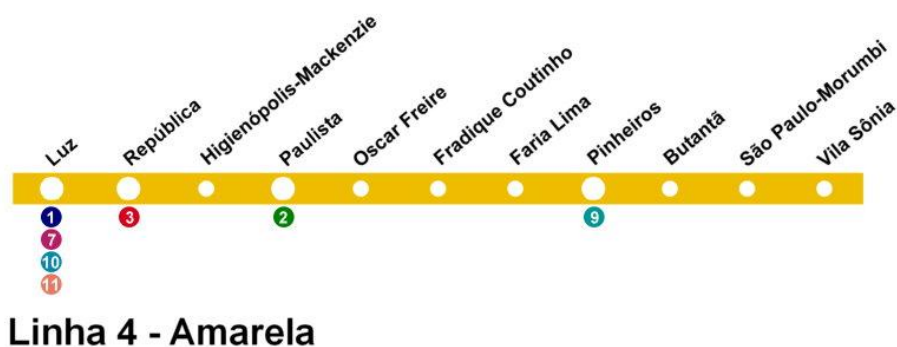 Luz
República
Higienópolis-Mackenzie
Paulista
Oscar Freire
Fradique Coutinho
Faria Lima
Pinheiros
Butantã
São Paulo-Morumbi
Vila Sônia
1
3
2
9
7
10
11
Linha 4 - Amarela